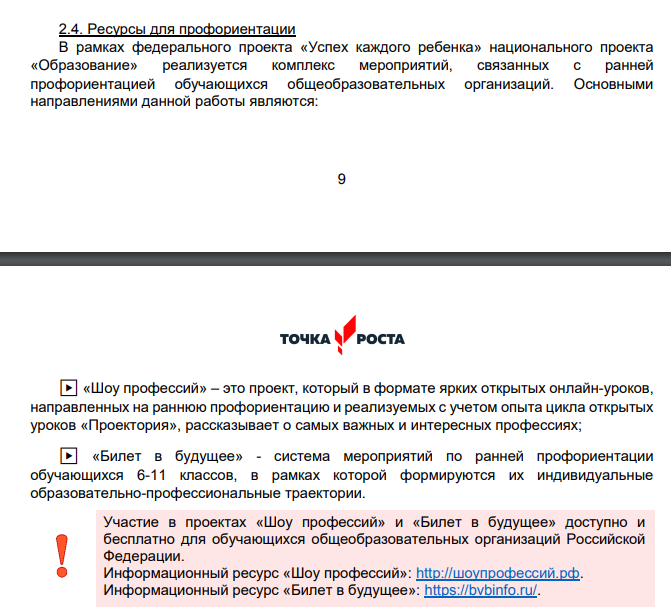 2.4. Ресурсы для профориентации
В рамках федерального проекта «Успех каждого ребенка» национального проекта
«Образование» реализуется комплекс мероприятий, связанных с ранней
профориентацией обучающихся общеобразовательных организаций. Основными
направлениями данной работы являются:
9
ТОЧКА РОСТА
«Шоу профессий» – это проект, который в формате ярких открытых онлайн-уроков,
направленных на раннюю профориентацию и реализуемых с учетом опыта цикла открытых
уроков «Проектория», рассказывает о самых важных и интересных профессиях;
«Билет в будущее» - система мероприятий по ранней профориентации
обучающихся 6-11 классов, в рамках которой формируются их индивидуальные
образовательно-профессиональные траектории.
Участие в проектах «Шоу профессий» и «Билет в будущее» доступно и
бесплатно для обучающихся общеобразовательных организаций Российской
Федерации.
Информационный ресурс «Шоу профессий»: http://шоупрофессий.рф.
Информационный ресурс «Билет в будущее»: https://bvbinfo.ru/.